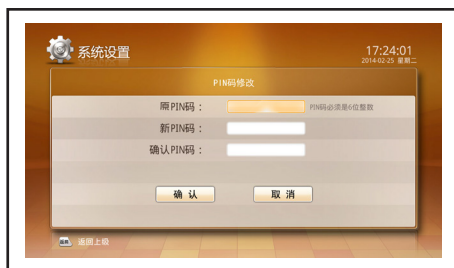 系统设置
17:24:01
2014-02-25 星期二
PIN码修改
原PIN码：
PIN码必须是6位整数
新PIN码：
确认PIN码：
确 认
取 消
返回上级